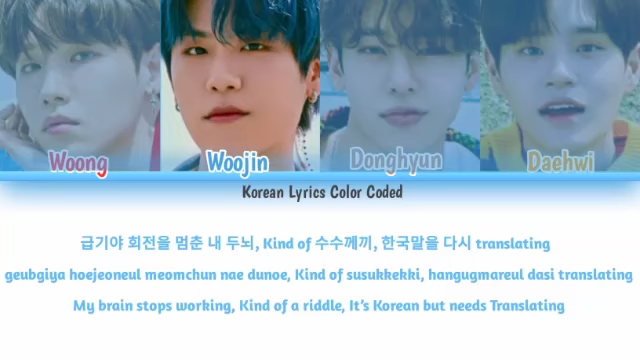 Woong Woojin Donghyun Daehwi
Korean Lyrics Color Coded
급기야 회전을 멈춘 내 두뇌, Kind of 수수께끼, 한국말을 다시 translating
geubgiya hoejeoneul meomchun nae dunoe, Kind of susukkekki, hangugmareul dasi translating
My brain stops working, Kind of a riddle, It's Korean but needs Translating